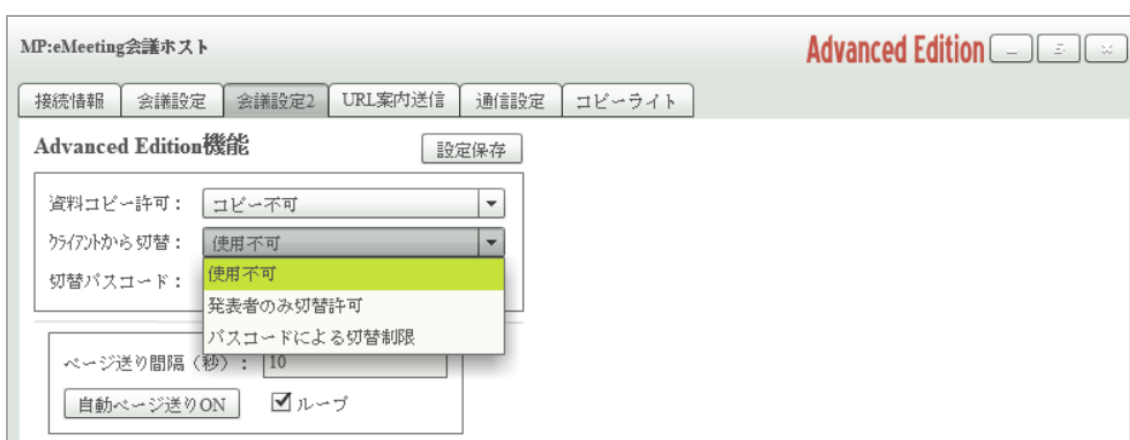 MP:eMeeting会議ホスト
Advanced Edition
接続情報 会議設定 会議設定2 URL案内送信 通信設定 コピーライト
Advanced Edition機能
設定保存
資料コピー許可： コピー不可
クライアントから切替： 使用不可
切替パスコード：
使用不可
発表者のみ切替許可
パスコードによる切替制限
ページ送り間隔（秒）： 10
自動ページ送りON ループ